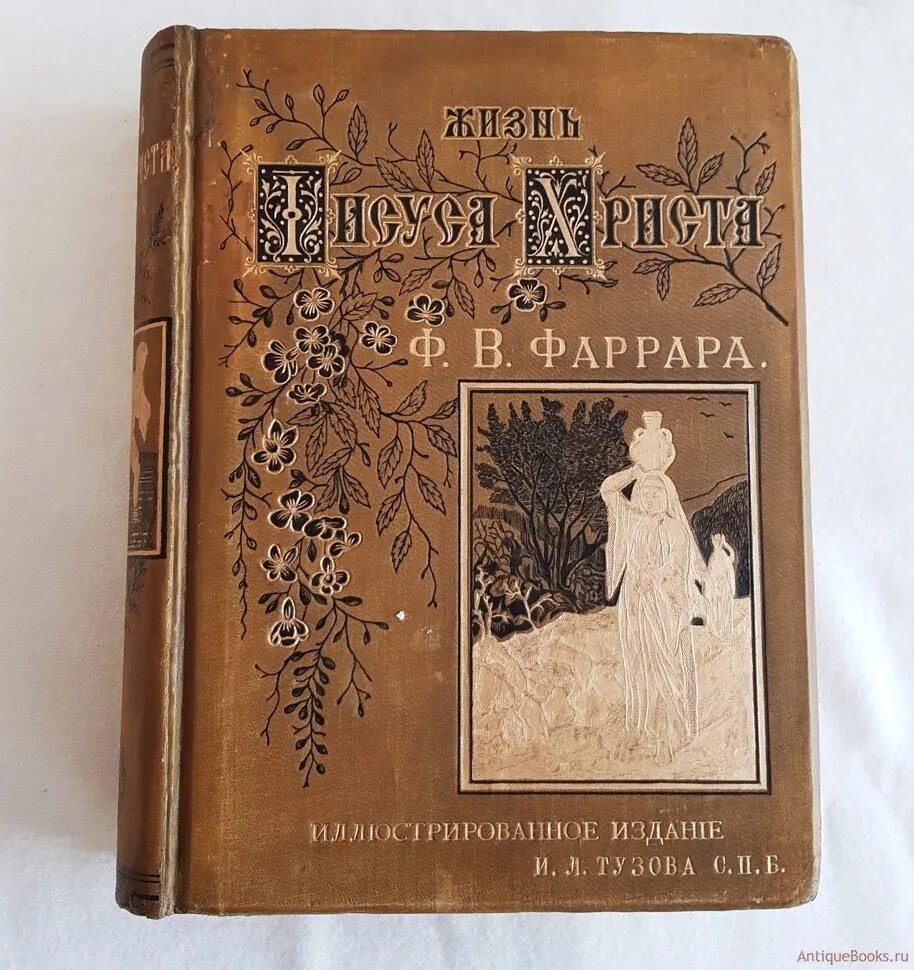 ЖИЗНЬ
ІИСУСА ХРИСТА
Ф. В. ФАРРАРА.
ИЛЛЮСТРИРОВАННОЕ ИЗДАНІЕ
И. Л. ТУЗОВА С.П.Б.
AntiqueBooks.ru